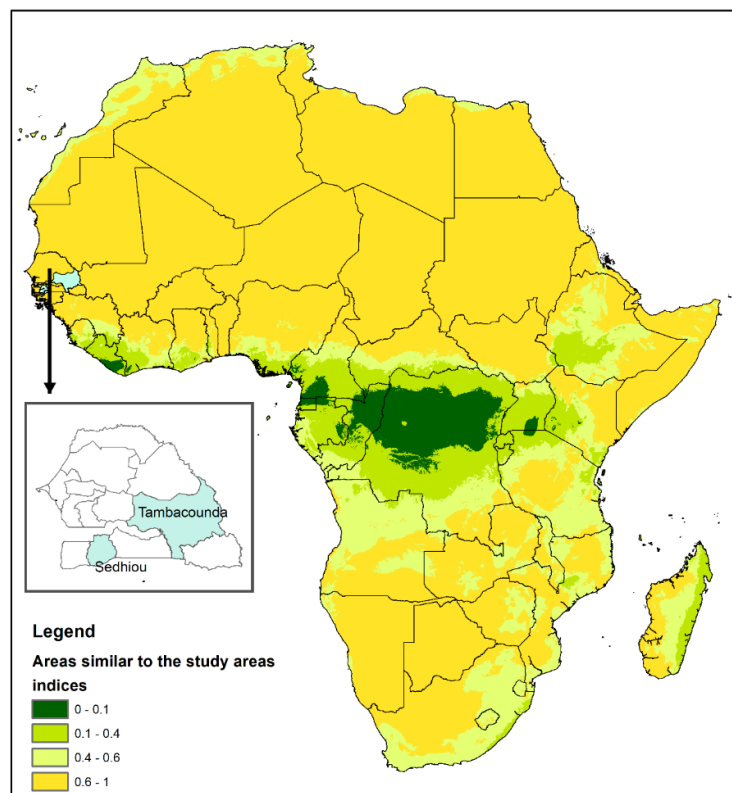 Tambacounda
Sedhiou
Legend
Areas similar to the study areas
indices
0 - 0.1
0.1 - 0.4
0.4 - 0.6
0.6 - 1